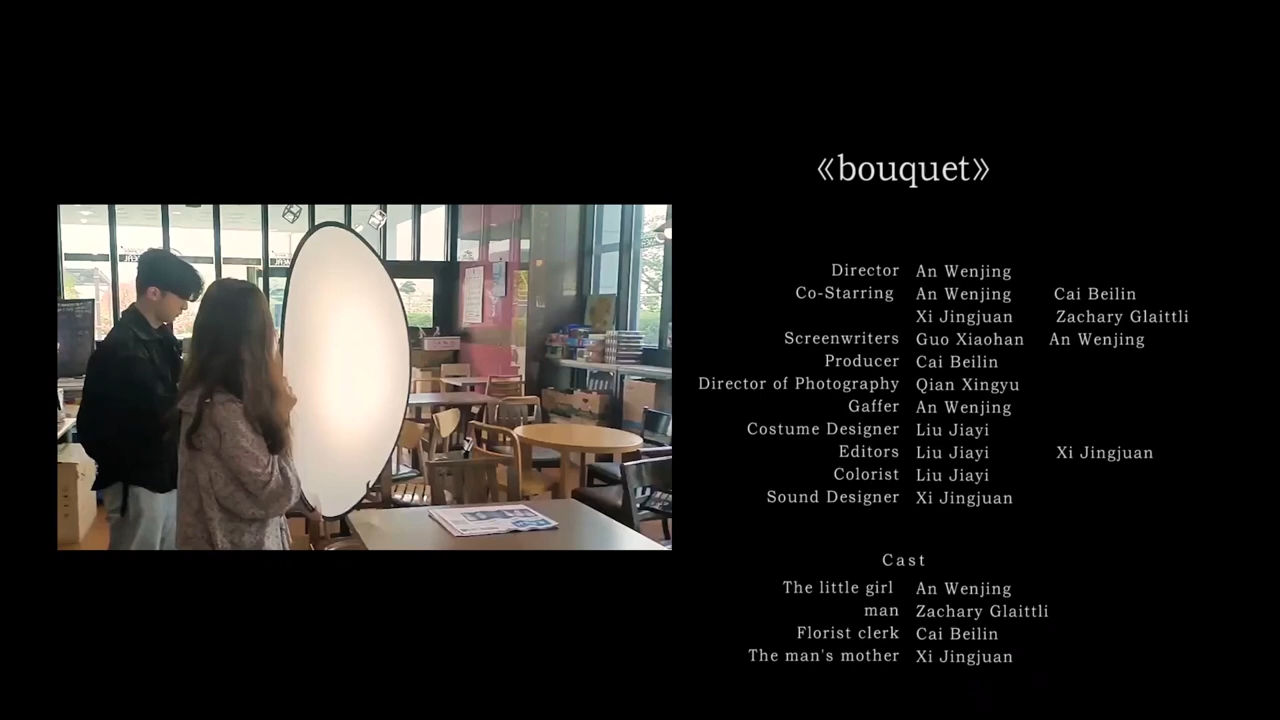 《bouquet》
Director An Wenjing
Co-Starring An Wenjing Cai Beilin
Xi Jingjuan Zachary Glaittli
Screenwriters Guo Xiaohan An Wenjing
Producer Cai Beilin
Director of Photography Qian Xingyu
Gaffer An Wenjing
Costume Designer Liu Jiayi
Editors Liu Jiayi Xi Jingjuan
Colorist Liu Jiayi
Sound Designer Xi Jingjuan
Cast
The little girl An Wenjing
man Zachary Glaittli
Florist clerk Cai Beilin
The man's mother Xi Jingjuan